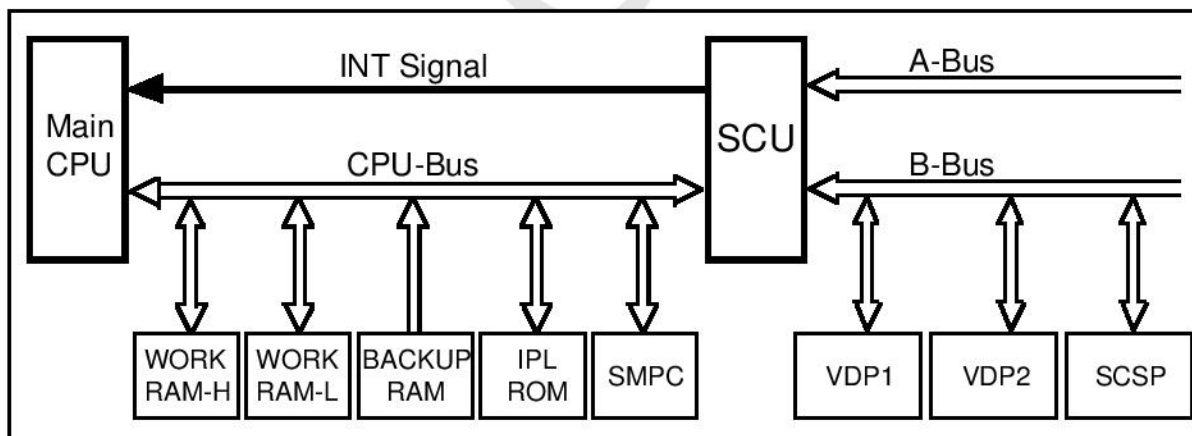 INT Signal
A-Bus
Main
CPU
SCU
CPU-Bus
B-Bus
WORK
RAM-H
WORK
RAM-L
BACKUP
RAM
IPL
ROM
SMPC
VDP1
VDP2
SCSP